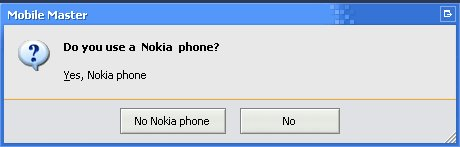 Mobile Master
Do you use a Nokia phone?
Yes, Nokia phone
No Nokia phone
No